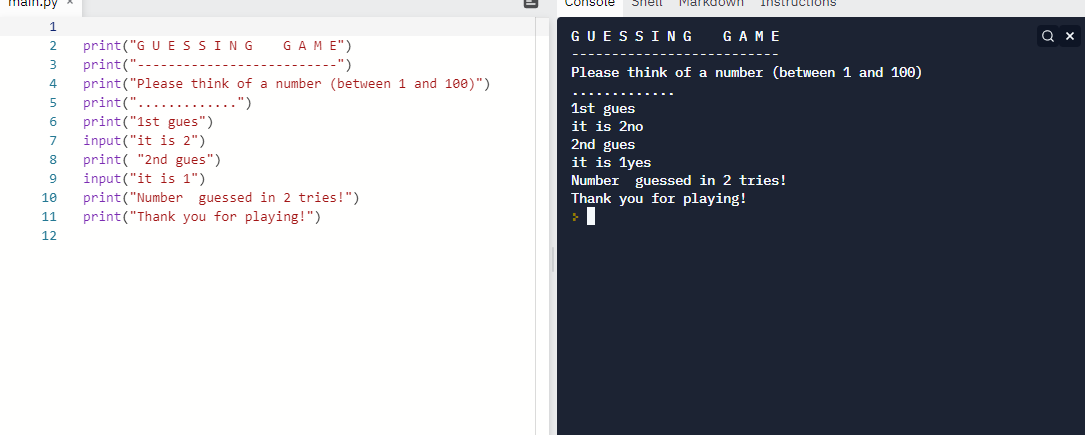 main.py ×
1
2 print("G U E S S I N G    G A M E")
3 print("--------------------------")
4 print("Please think of a number (between 1 and 100)")
5 print(".............")
6 print("1st gues")
7 input("it is 2")
8 print( "2nd gues")
9 input("it is 1")
10 print("Number  guessed in 2 tries!")
11 print("Thank you for playing!")
12
Console Shell Markdown Instructions
G U E S S I N G    G A M E
--------------------------
Please think of a number (between 1 and 100)
.............
1st gues
it is 2no
2nd gues
it is 1yes
Number  guessed in 2 tries!
Thank you for playing!